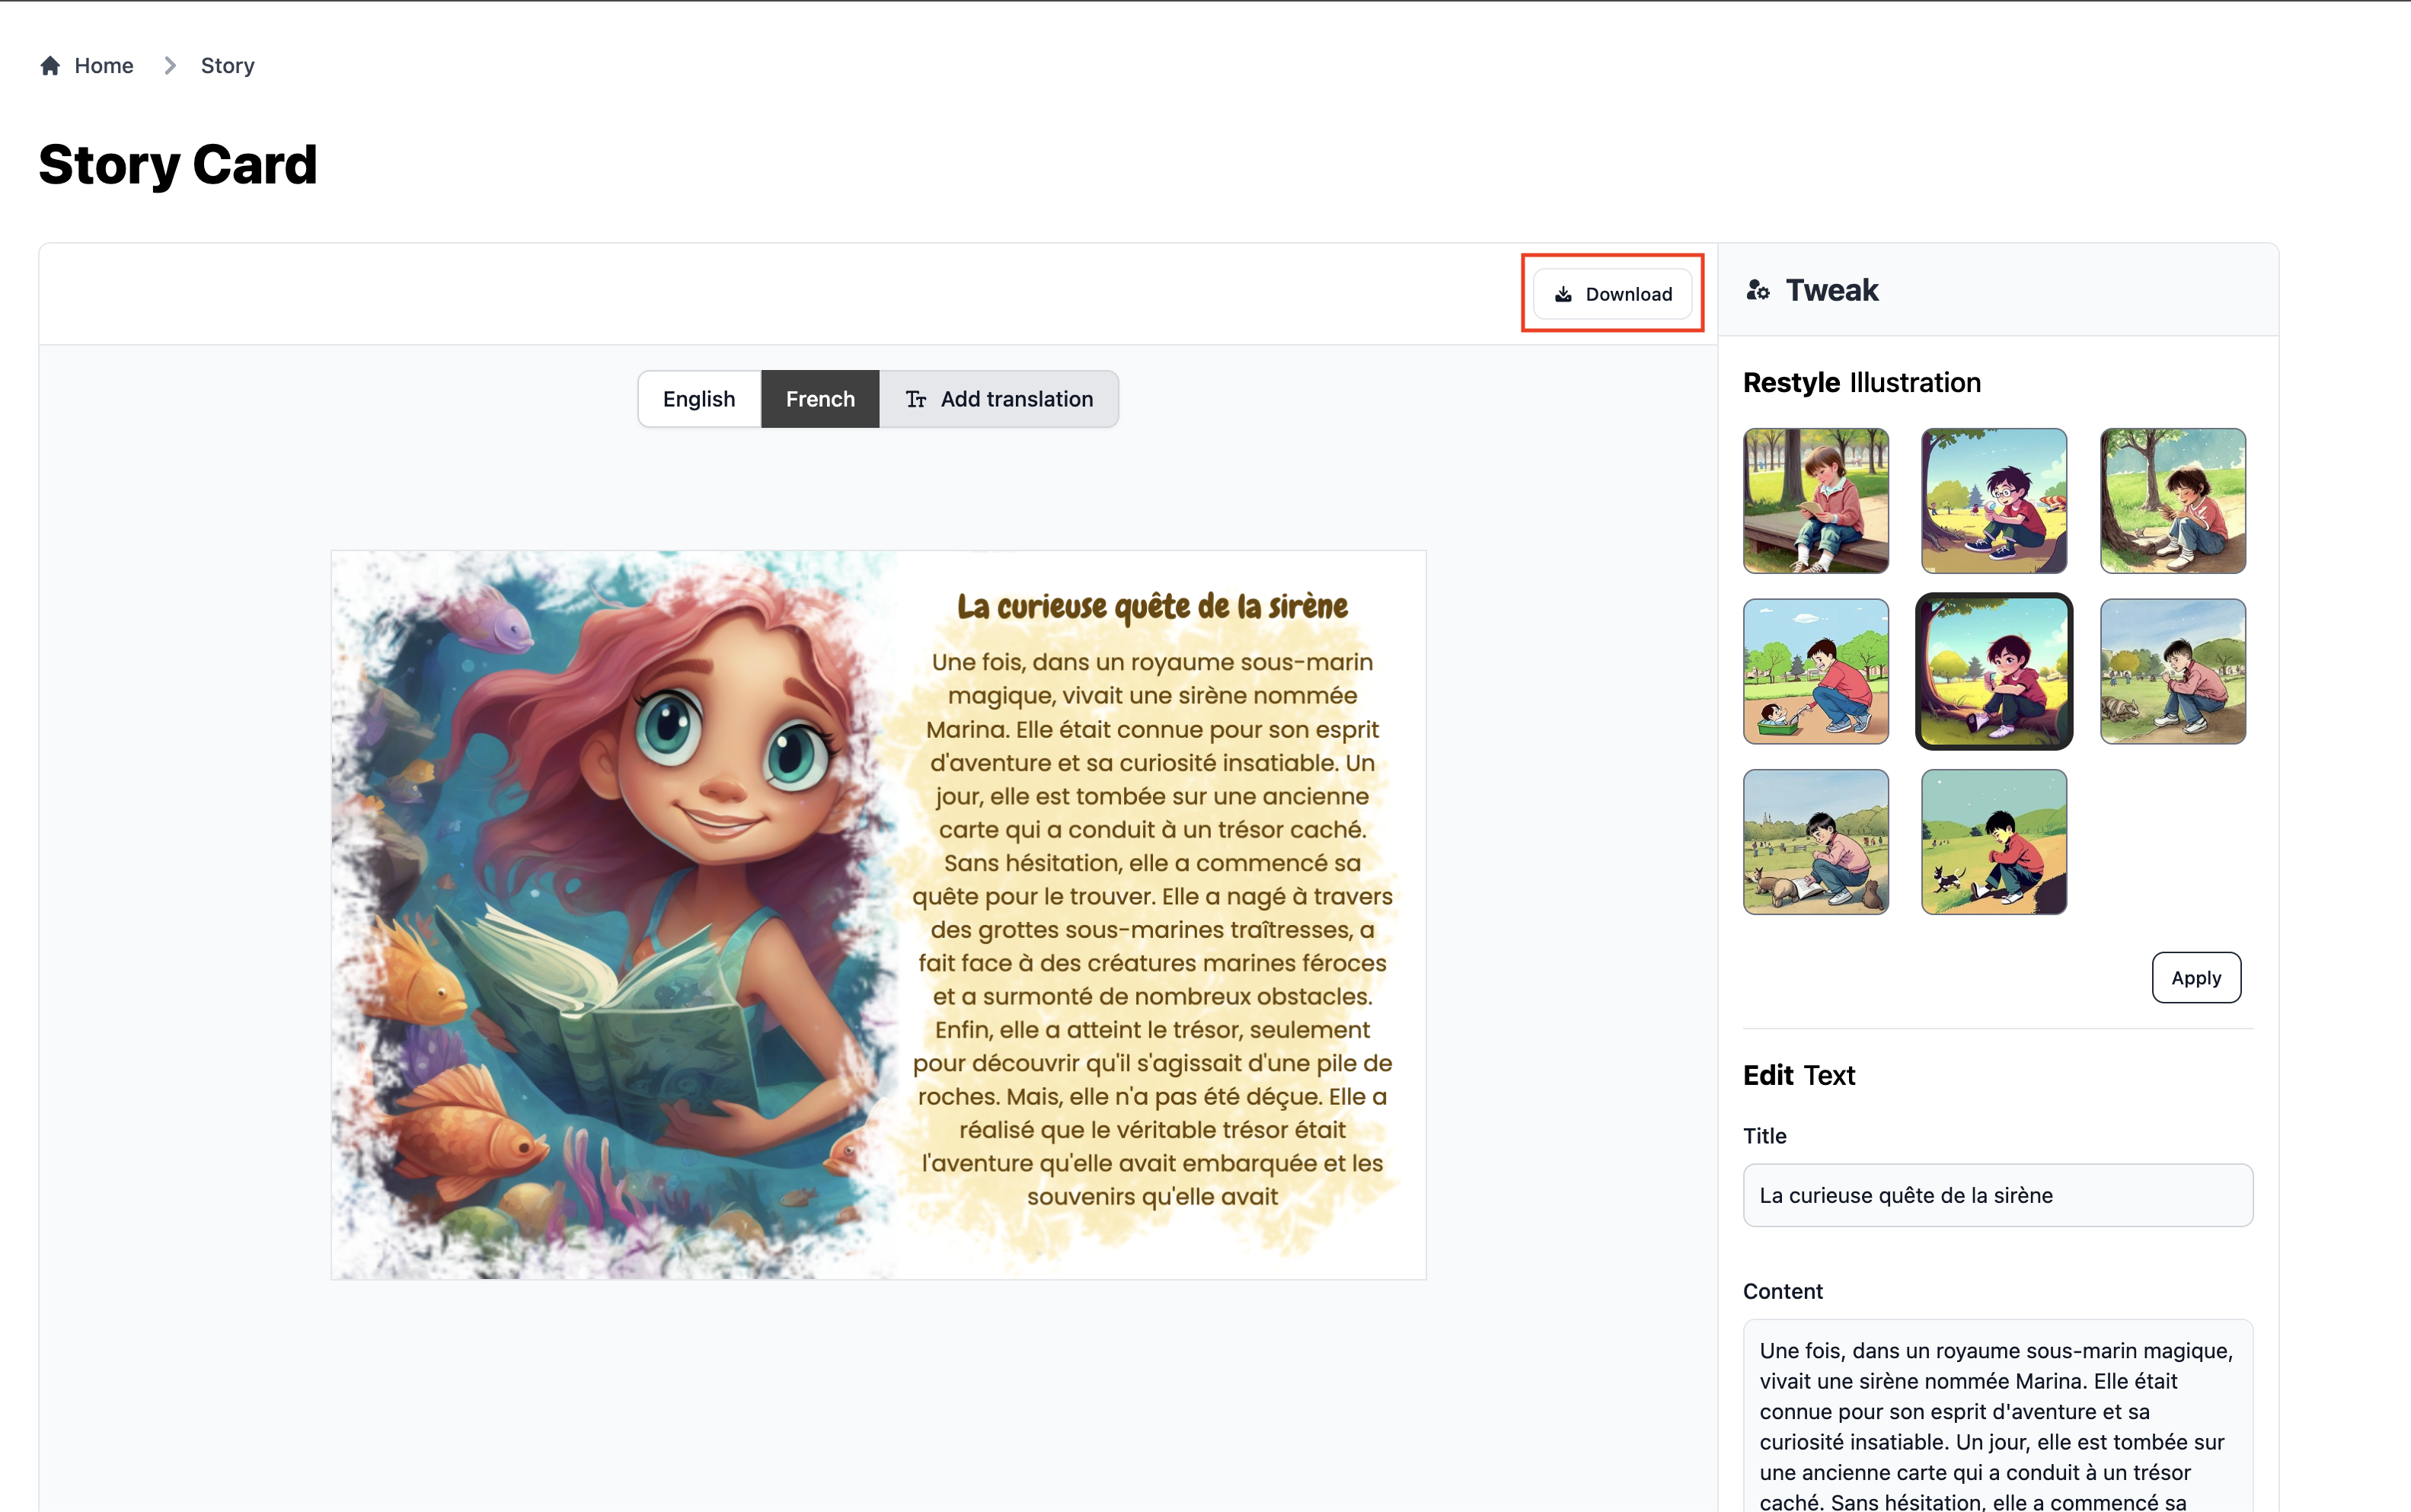 Home
Story
Story Card
Download
English
French
Add translation
La curieuse quête de la sirène
Une fois, dans un royaume sous-marin
magique, vivait une sirène nommée
Marina. Elle était connue pour son esprit
d'aventure et sa curiosité insatiable. Un
jour, elle est tombée sur une ancienne
carte qui a conduit à un trésor caché.
Sans hésitation, elle a commencé sa
quête pour le trouver. Elle a nagé à travers
des grottes sous-marines traîtresses, a
fait face à des créatures marines féroces
et a surmonté de nombreux obstacles.
Enfin, elle a atteint le trésor, seulement
pour découvrir qu'il s'agissait d'une pile de
roches. Mais, elle n'a pas été déçue. Elle a
réalisé que le véritable trésor était
l'aventure qu'elle avait embarquée et les
souvenirs qu'elle avait
Tweak
Restyle Illustration
Apply
Edit Text
Title
La curieuse quête de la sirène
Content
Une fois, dans un royaume sous-marin magique,
vivait une sirène nommée Marina. Elle était
connue pour son esprit d'aventure et sa
curiosité insatiable. Un jour, elle est tombée sur
une ancienne carte qui a conduit à un trésor
caché. Sans hésitation, elle a commencé sa